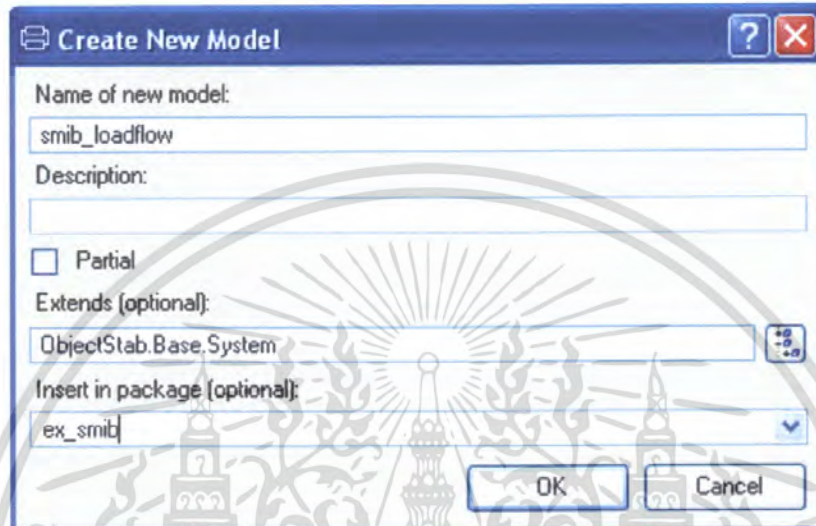 Create New Model
Name of new model:
smib_loadflow
Description:
Partial
Extends (optional):
ObjectStab.Base.System
Insert in package (optional):
ex_smib
OK
Cancel